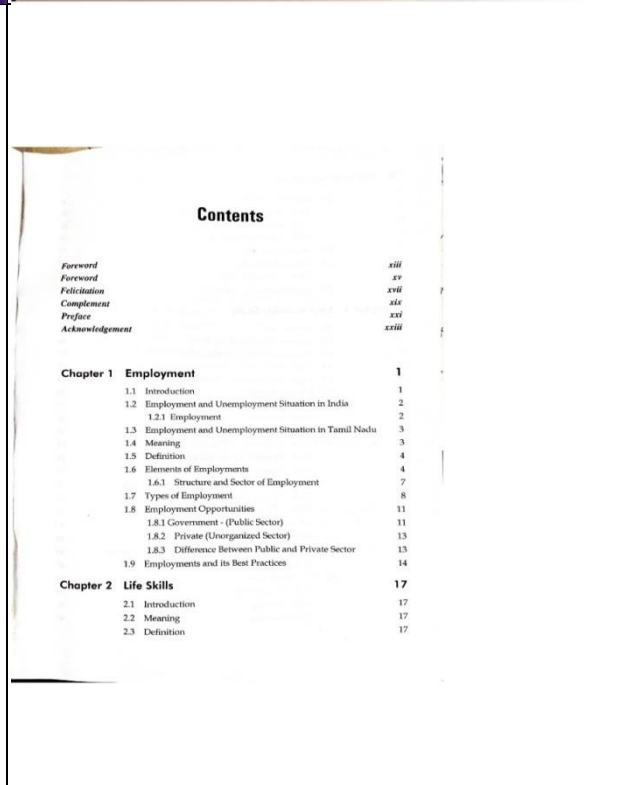 Contents
Foreword xiii
Foreword xv
Felicitation xvii
Complement xix
Preface xxi
Acknowledgement xxiii
Chapter 1 Employment 1
1.1 Introduction 1
1.2 Employment and Unemployment Situation in India 2
1.2.1 Employment 2
1.3 Employment and Unemployment Situation in Tamil Nadu 3
1.4 Meaning 3
1.5 Definition 4
1.6 Elements of Employments 4
1.6.1 Structure and Sector of Employment 7
1.7 Types of Employment 8
1.8 Employment Opportunities 11
1.8.1 Government - (Public Sector) 11
1.8.2 Private (Unorganized Sector) 13
1.8.3 Difference Between Public and Private Sector 13
1.9 Employments and its Best Practices 14
Chapter 2 Life Skills 17
2.1 Introduction 17
2.2 Meaning 17
2.3 Definition 17